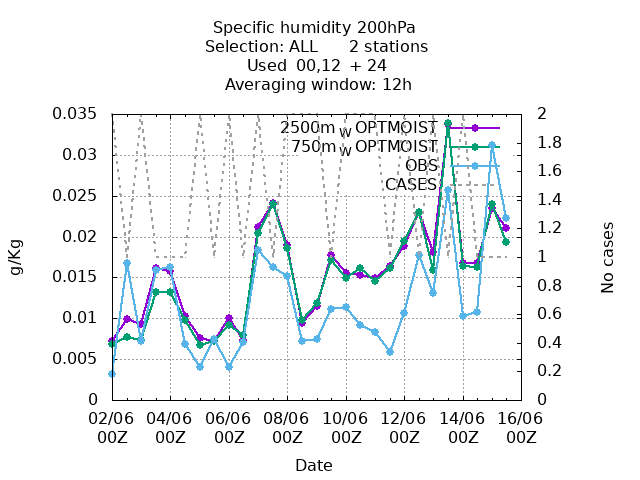 Specific humidity 200hPa
Selection: ALL 2 stations
Used 00,12 + 24
Averaging window: 12h
2500m W OPTMOIST
750m W OPTMOIST
OBS
CASES
0.035
0.03
0.025
0.02
0.015
0.01
0.005
0
2
1.8
1.6
1.4
1.2
1
0.8
0.6
0.4
0.2
0
g/Kg
No cases
02/06 04/06 06/06 08/06 10/06 12/06 14/06 16/06
00Z 00Z 00Z 00Z 00Z 00Z 00Z 00Z
Date